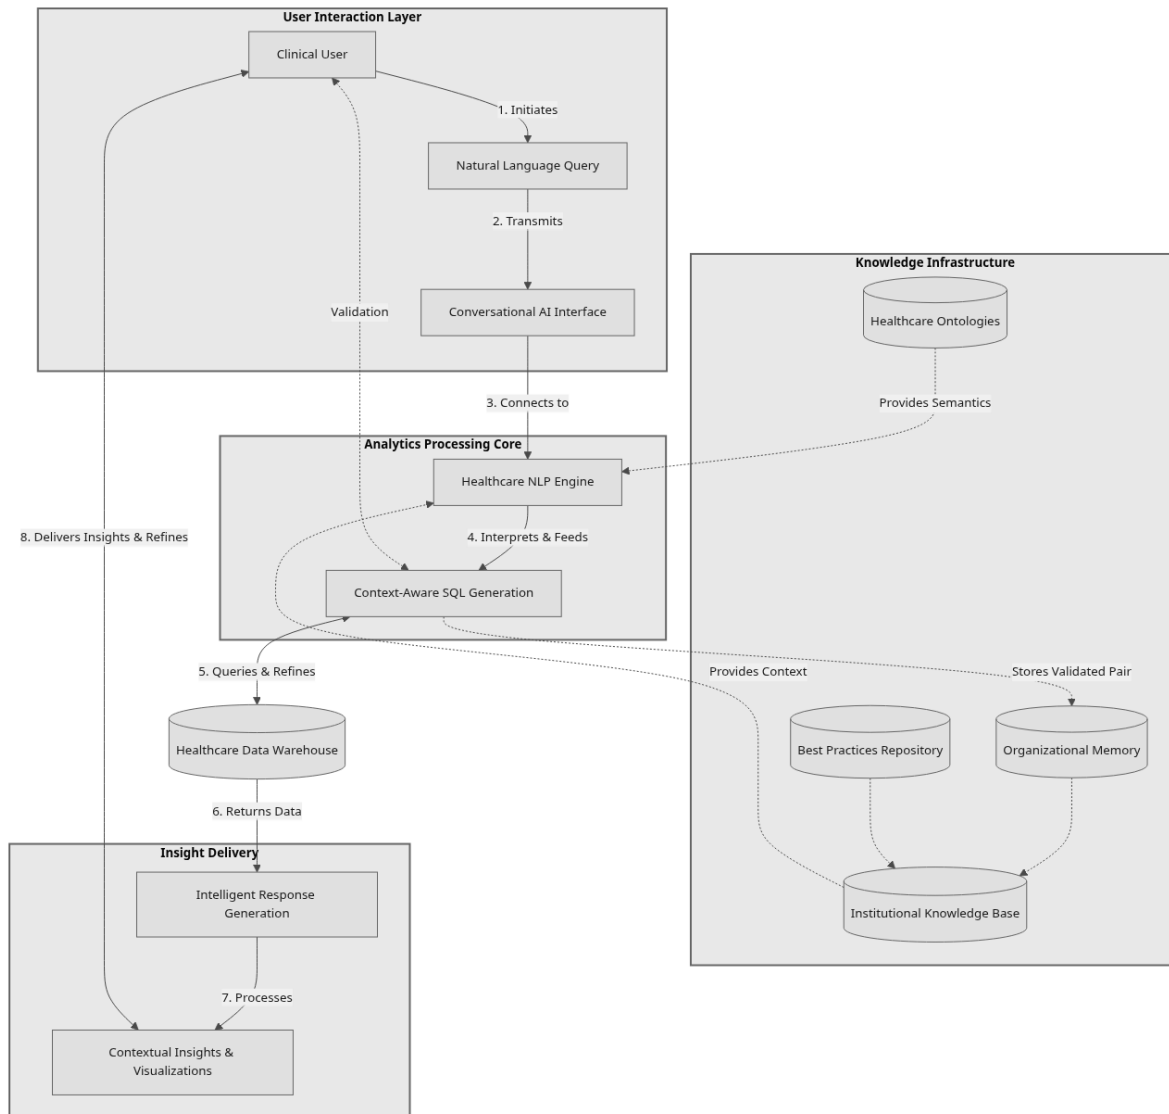 User Interaction Layer
Clinical User
1. Initiates
Natural Language Query
2. Transmits
Conversational AI Interface
Validation
3. Connects to
Knowledge Infrastructure
Healthcare Ontologies
Provides Semantics
Analytics Processing Core
Healthcare NLP Engine
4. Interprets & Feeds
8. Delivers Insights & Refines
Context-Aware SQL Generation
5. Queries & Refines
Provides Context
Stores Validated Pair
Healthcare Data Warehouse
Best Practices Repository
Organizational Memory
6. Returns Data
Insight Delivery
Intelligent Response
Generation
Institutional Knowledge Base
7. Processes
Contextual Insights &
Visualizations